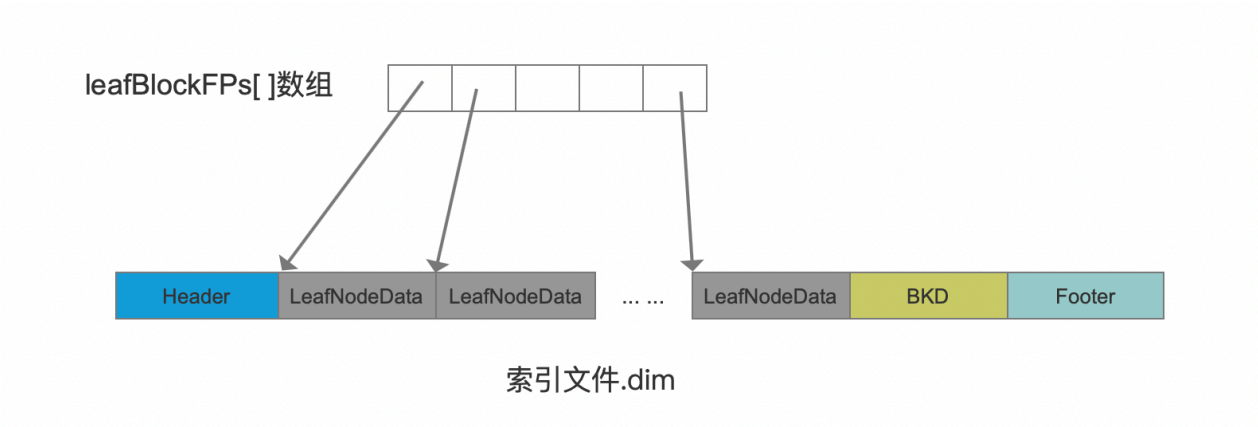 leafBlockFPs[ ]数组
Header
LeafNodeData
LeafNodeData
... ...
LeafNodeData
BKD
Footer
索引文件.dim